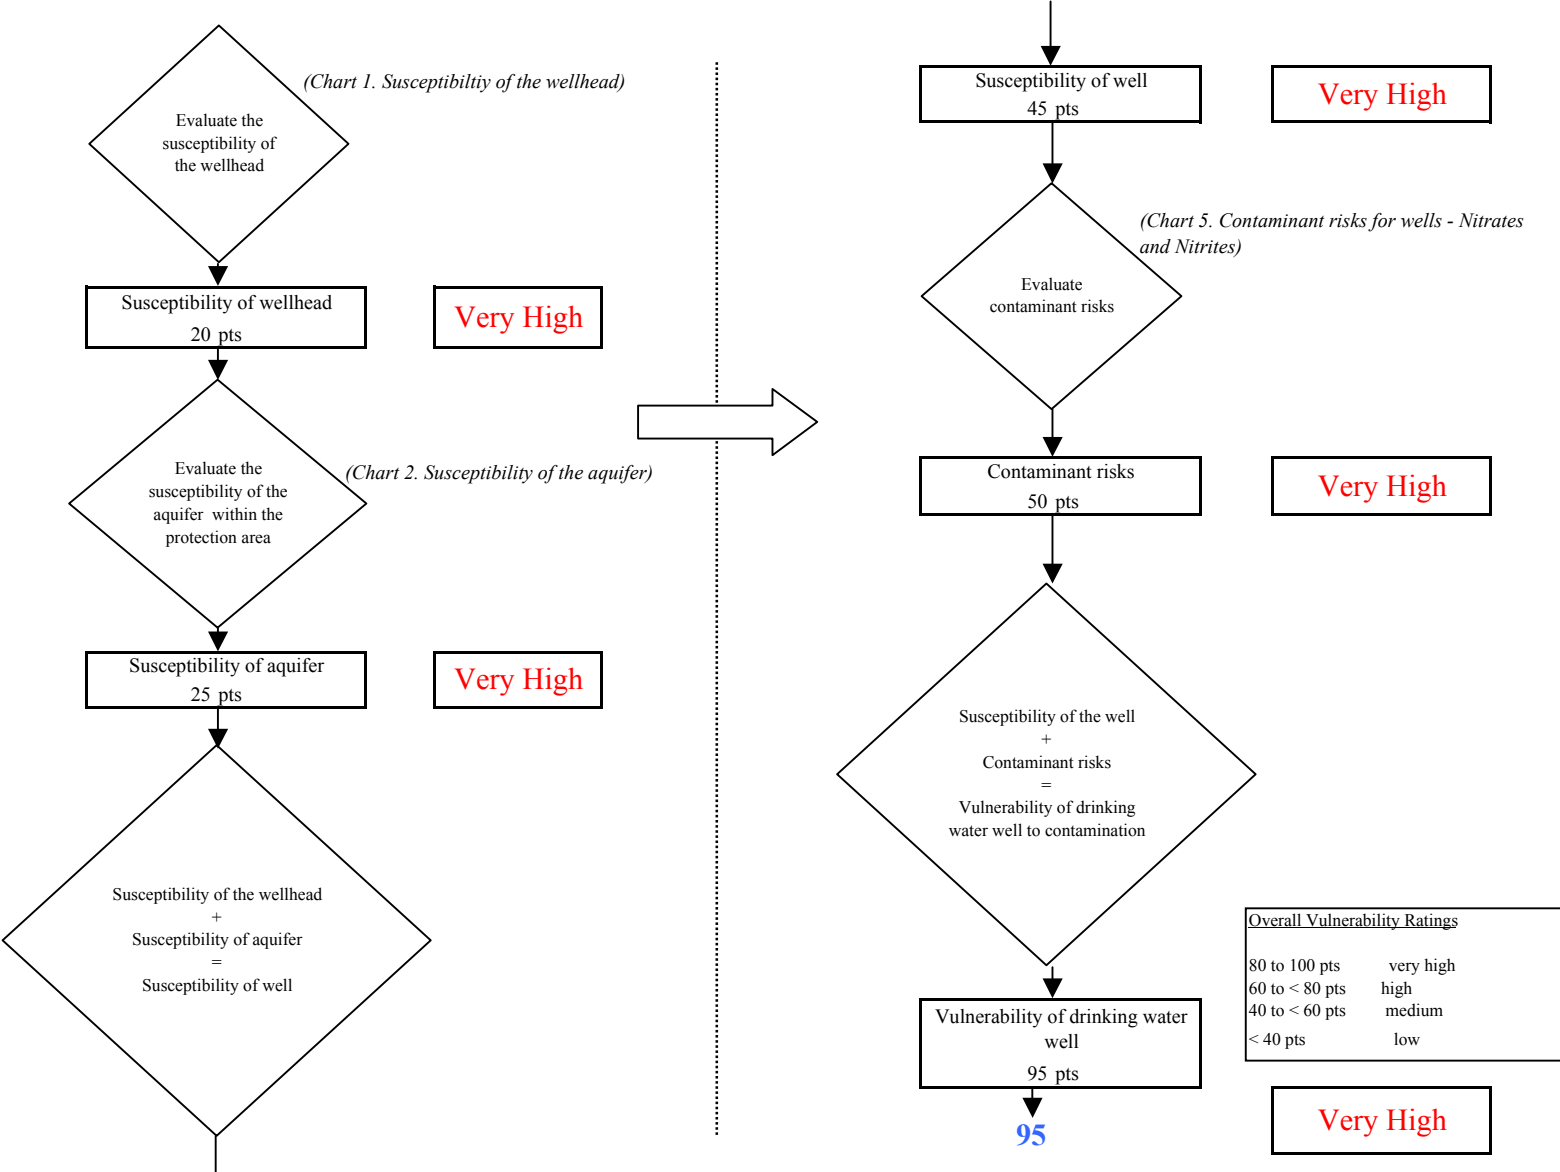 (Chart 1. Susceptibiltiy of the wellhead)
Evaluate the
susceptibility of
the wellhead
Susceptibility of wellhead
20 pts
Very High
Evaluate the
susceptibility of the
aquifer within the
protection area
(Chart 2. Susceptibility of the aquifer)
Susceptibility of aquifer
25 pts
Very High
Susceptibility of the wellhead
+
Susceptibility of aquifer
=
Susceptibility of well
Susceptibility of well
45 pts
Very High
(Chart 5. Contaminant risks for wells - Nitrates
and Nitrites)
Evaluate
contaminant risks
Contaminant risks
50 pts
Very High
Susceptibility of the well
+
Contaminant risks
=
Vulnerability of drinking
water well to contamination
Overall Vulnerability Ratings
80 to 100 pts very high
60 to < 80 pts high
40 to < 60 pts medium
< 40 pts low
Vulnerability of drinking water
well
95 pts
95
Very High